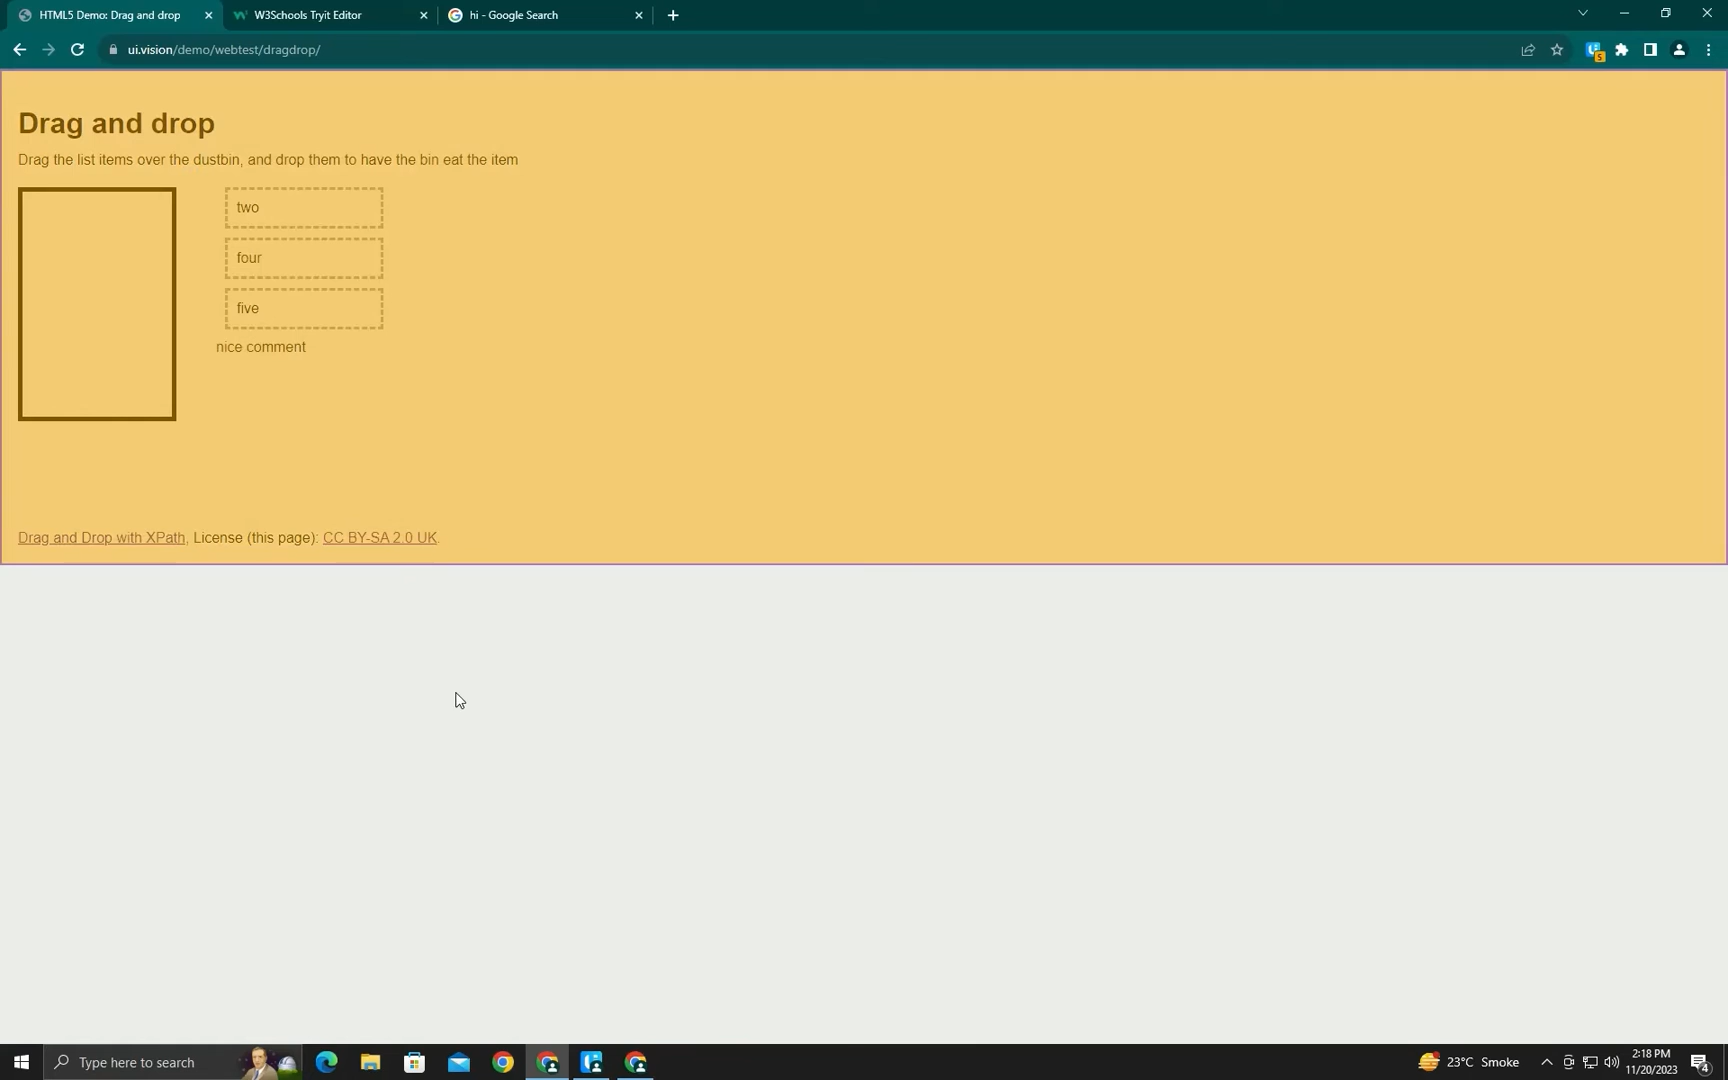 HTML5 Demo: Drag and drop
W3Schools Tryit Editor
hi - Google Search
ui.vision/demo/webtest/dragdrop/
5
Drag and drop
Drag the list items over the dustbin, and drop them to have the bin eat the item
two
four
five
nice comment
Drag and Drop with XPath, License (this page): CC BY-SA 2.0 UK.
Type here to search
23°C Smoke
2:18 PM
11/20/2023
4